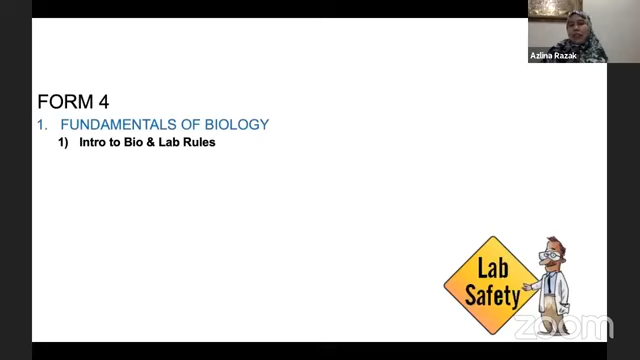 Azlina Razak
FORM 4
1. FUNDAMENTALS OF BIOLOGY
1) Intro to Bio & Lab Rules
Lab
Safety
zoom